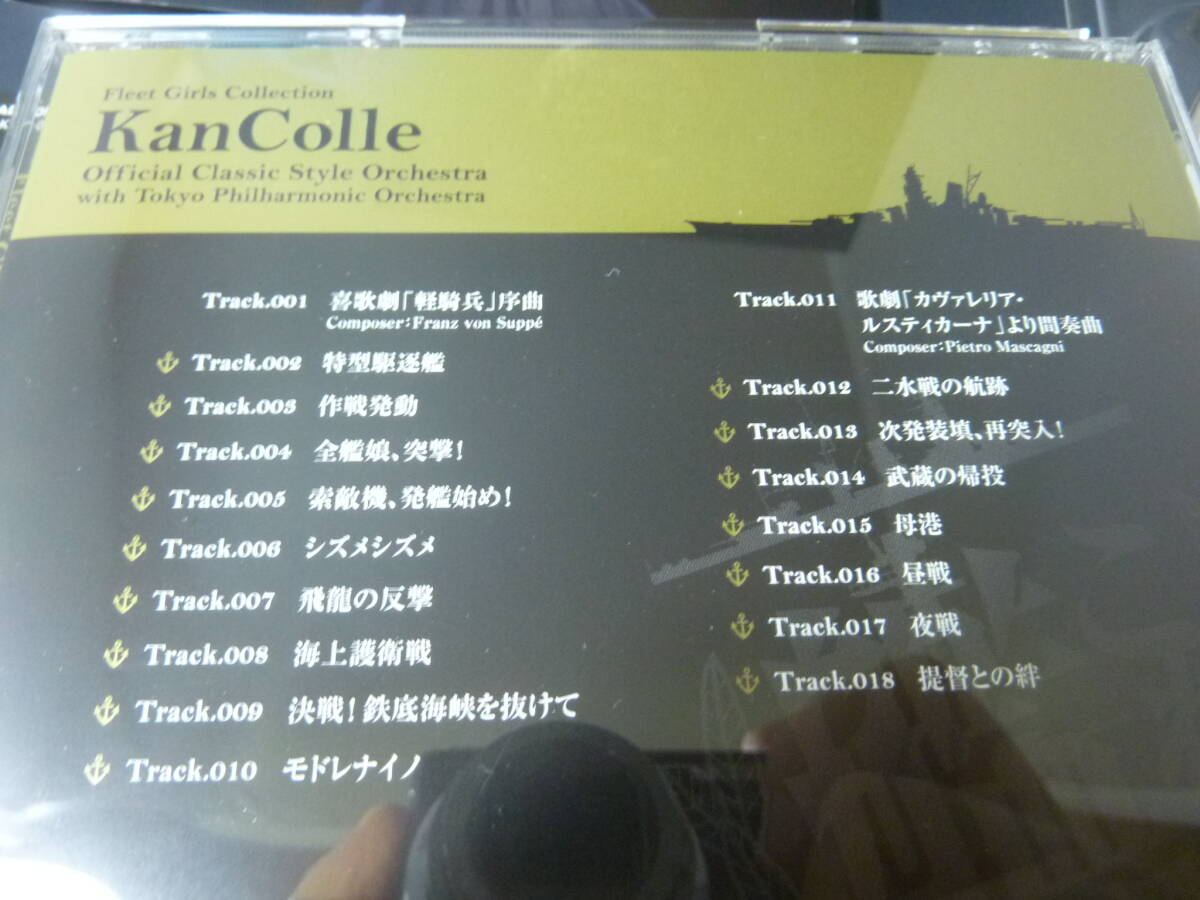 Fleet Girls Collection
KanColle
Official Classic Style Orchestra
with Tokyo Philharmonic Orchestra
Track.001 喜歌劇「軽騎兵」序曲
Composer:Franz von Suppé
Track.002 特型駆逐艦
Track.003 作戦発動
Track.004 全艦娘、突撃!
Track.005 索敵機、発艦始め!
Track.006 シズメシズメ
Track.007 飛龍の反撃
Track.008 海上護衛戦
Track.009 決戦!鉄底海峡を抜けて
Track.010 モドレナイノ
Track.011 歌劇「カヴァレリア・
ルスティカーナ」より間奏曲
Composer:Pietro Mascagni
Track.012 二水戦の航跡
Track.013 次発装填、再突入!
Track.014 武蔵の帰投
Track.015 母港
Track.016 昼戦
Track.017 夜戦
Track.018 提督との絆